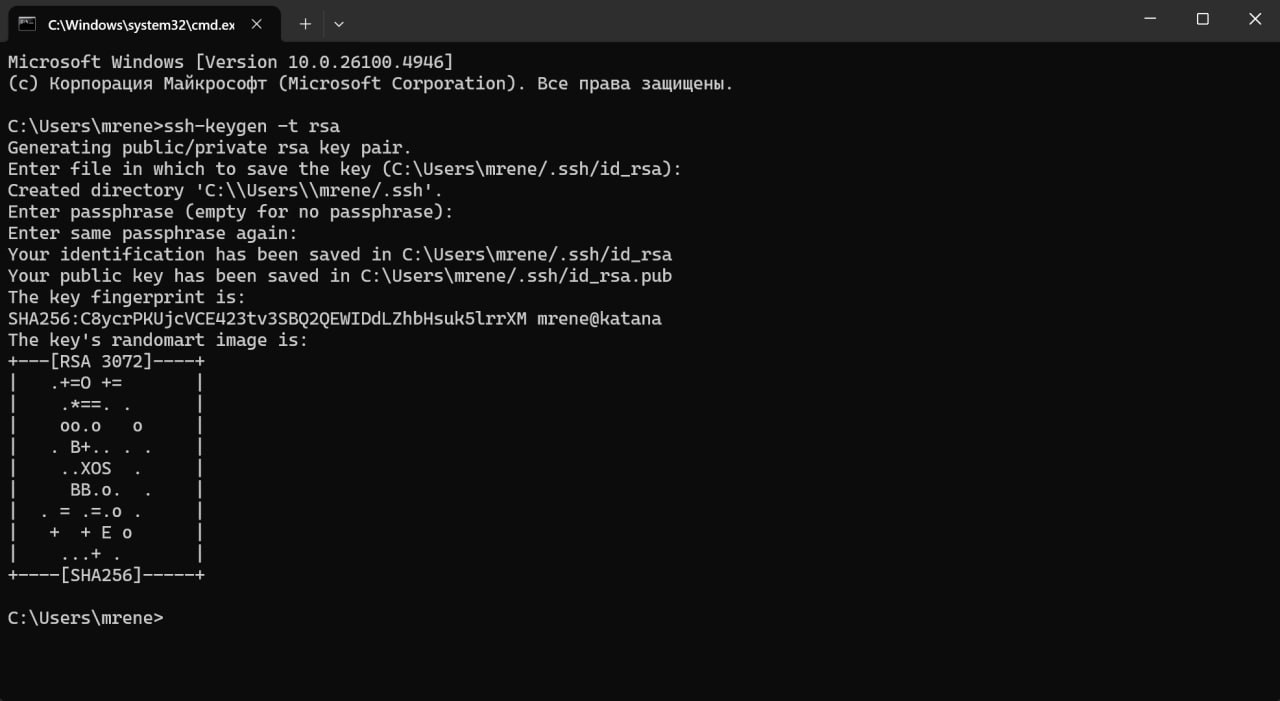 C:\Windows\system32\cmd.ex
Microsoft Windows [Version 10.0.26100.4946]
(c) Корпорация Майкрософт (Microsoft Corporation). Все права защищены.
C:\Users\mrene>ssh-keygen -t rsa
Generating public/private rsa key pair.
Enter file in which to save the key (C:\Users\mrene/.ssh/id_rsa):
Created directory 'C:\\Users\\mrene/.ssh'.
Enter passphrase (empty for no passphrase):
Enter same passphrase again:
Your identification has been saved in C:\Users\mrene/.ssh/id_rsa
Your public key has been saved in C:\Users\mrene/.ssh/id_rsa.pub
The key fingerprint is:
SHA256:C8ycrPKUjcVCE423tv3SBQ2QEWIDdLZhbHsuk5lrrXM mrene@katana
The key's randomart image is:
+---[RSA 3072]----+
|   .+=O +=       |
|    .*==. .      |
|    oo.o   o     |
|   . B+.. . .    |
|    ..XOS  .     |
|     BB.o.  .    |
|  . = .=.o .     |
|   +  + E o      |
|    ...+ .       |
+----[SHA256]-----+
C:\Users\mrene>